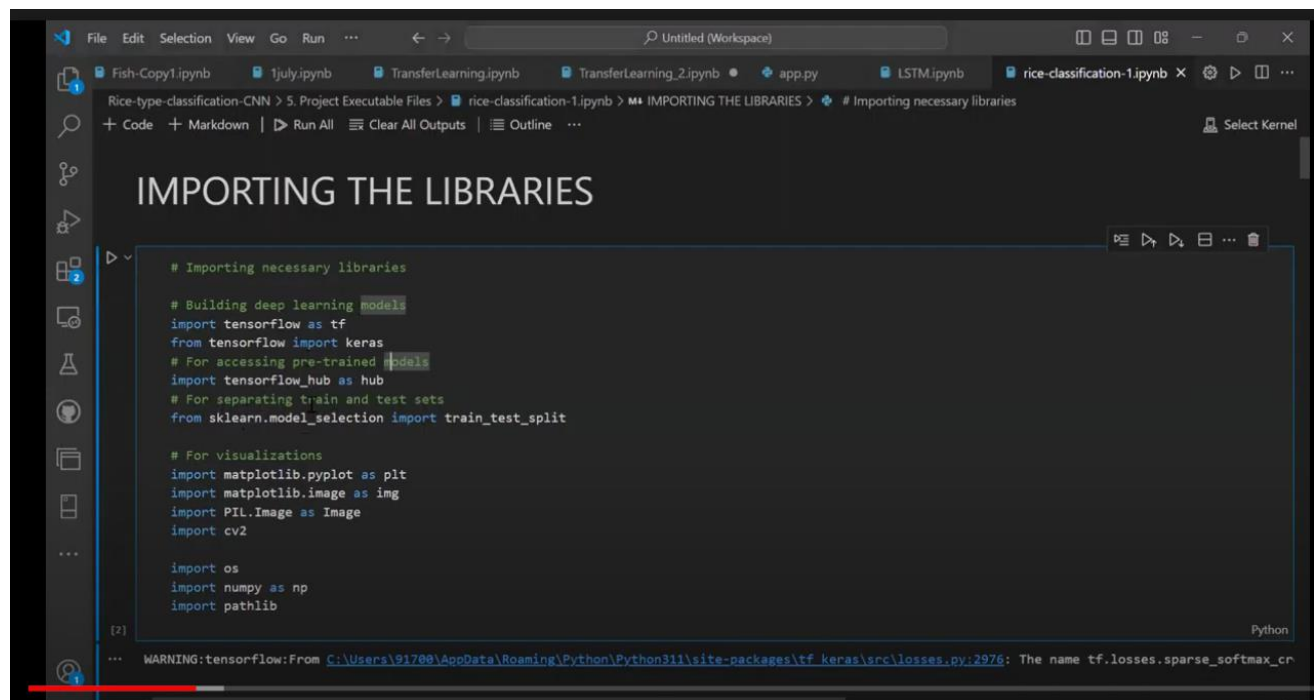 File Edit Selection View Go Run ··· ← → Untitled (Workspace)
Fish-Copy1.ipynb 1july.ipynb TransferLearning.ipynb TransferLearning_2.ipynb ● app.py LSTM.ipynb rice-classification-1.ipynb ···
Rice-type-classification-CNN > 5. Project Executable Files > rice-classification-1.ipynb > M↓ IMPORTING THE LIBRARIES > # Importing necessary libraries
+ Code + Markdown | Run All Clear All Outputs | Outline ··· Select Kernel
IMPORTING THE LIBRARIES
# Importing necessary libraries
# Building deep learning models
import tensorflow as tf
from tensorflow import keras
# For accessing pre-trained models
import tensorflow_hub as hub
# For separating train and test sets
from sklearn.model_selection import train_test_split
# For visualizations
import matplotlib.pyplot as plt
import matplotlib.image as img
import PIL.Image as Image
import cv2
import os
import numpy as np
import pathlib
[2] Python
··· WARNING:tensorflow:From C:\Users\91700\AppData\Roaming\Python\Python311\site-packages\tf_keras\src\losses.py:2976: The name tf.losses.sparse_softmax_cr
1
2
1